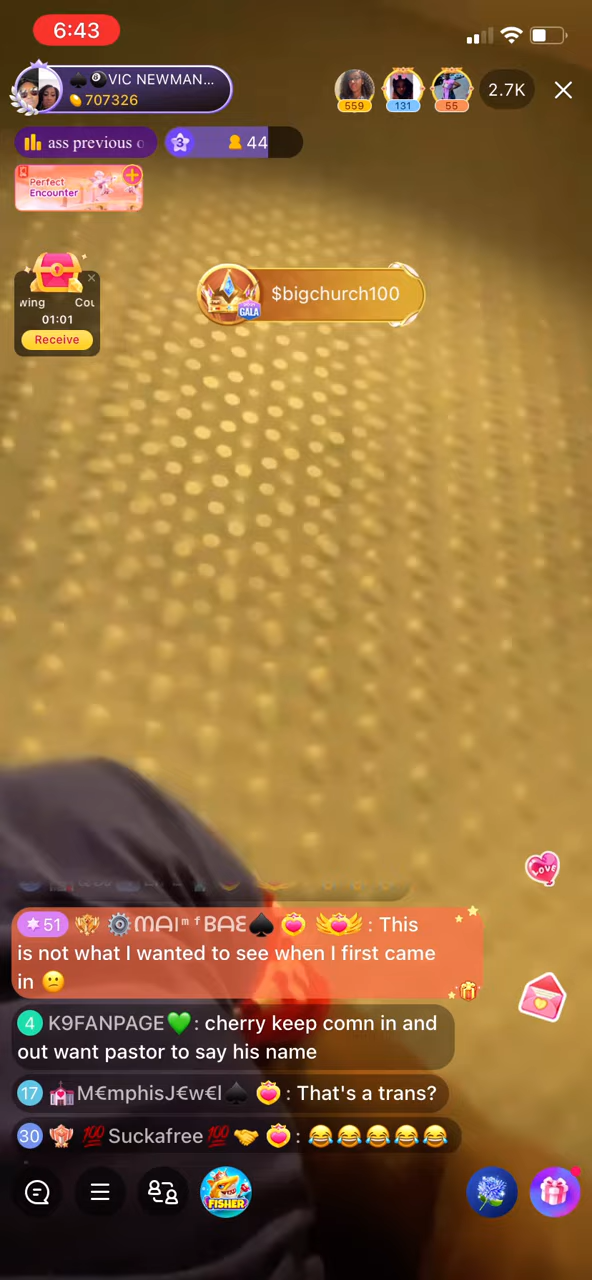 6:43
♠️🎱VIC NEWMAN...
707326
559
131
55
2.7K
ass previous
3
44
Perfect
Encounter
wing
01:01
Receive
GALA
$bigchurch100
LOVE
51 ⚙️ᗰᗩIᵐᶠBᗩƐ♠️ : This
is not what I wanted to see when I first came
in 😕
4 K9FANPAGE💚: cherry keep comn in and
out want pastor to say his name
17 M€mphisJ€w€l♠️ : That's a trans?
30 💯Suckafree💯🤝 : 😂😂😂😂😂
FISHER